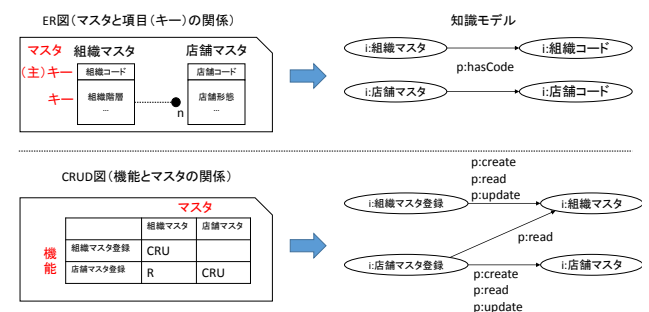 ER図(マスタと項目(キー)の関係)
知識モデル
マスタ 組織マスタ 店舗マスタ
(主)キー 組織コード 店舗コード
キー 組織階層 店舗形態
… …
n
i:組織マスタ i:組織コード
p:hasCode
i:店舗マスタ i:店舗コード
CRUD図(機能とマスタの関係)
マスタ
組織マスタ 店舗マスタ
機能
組織マスタ登録 CRU
店舗マスタ登録 R CRU
p:create
p:read
p:update
i:組織マスタ登録 i:組織マスタ
p:read
i:店舗マスタ登録 i:店舗マスタ
p:create
p:read
p:update